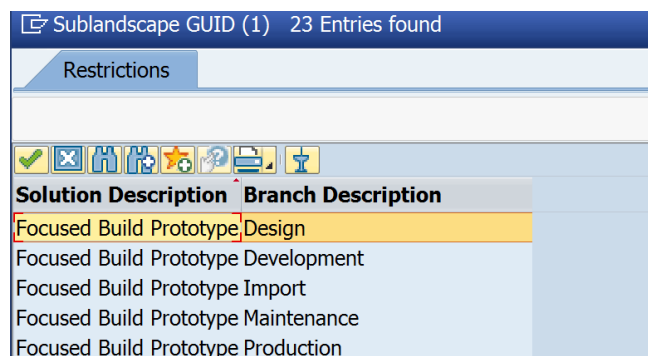 Sublandscape GUID (1) 23 Entries found
Restrictions
Solution Description Branch Description
Focused Build Prototype Design
Focused Build Prototype Development
Focused Build Prototype Import
Focused Build Prototype Maintenance
Focused Build Prototype Production